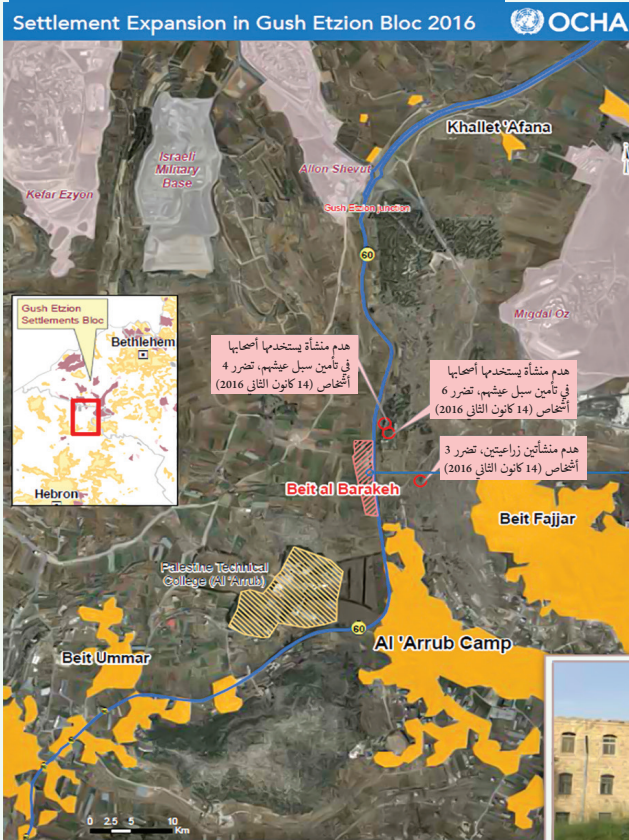 Settlement Expansion in Gush Etzion Bloc 2016
OCHA
Khallet 'Afana
Israeli
Military
Base
Allon Shevut
Kefar Ezyon
Gush Etzion junction
60
Migdal Oz
Gush Etzion
Settlements Bloc
Bethlehem
Hebron
هدم منشأة يستخدمها أصحابها
في تأمين سبل عيشهم، تضرر 4
أشخاص (14 كانون الثاني 2016)
هدم منشأة يستخدمها أصحابها
في تأمين سبل عيشهم، تضرر 6
أشخاص (14 كانون الثاني 2016)
هدم منشأتين زراعيتين، تضرر 3
أشخاص (14 كانون الثاني 2016)
Beit al Barakeh
Beit Fajjar
Palestine Technical
College (Al 'Arrub)
60
Al 'Arrub Camp
Beit Ummar
0 2.5 5 10
Km